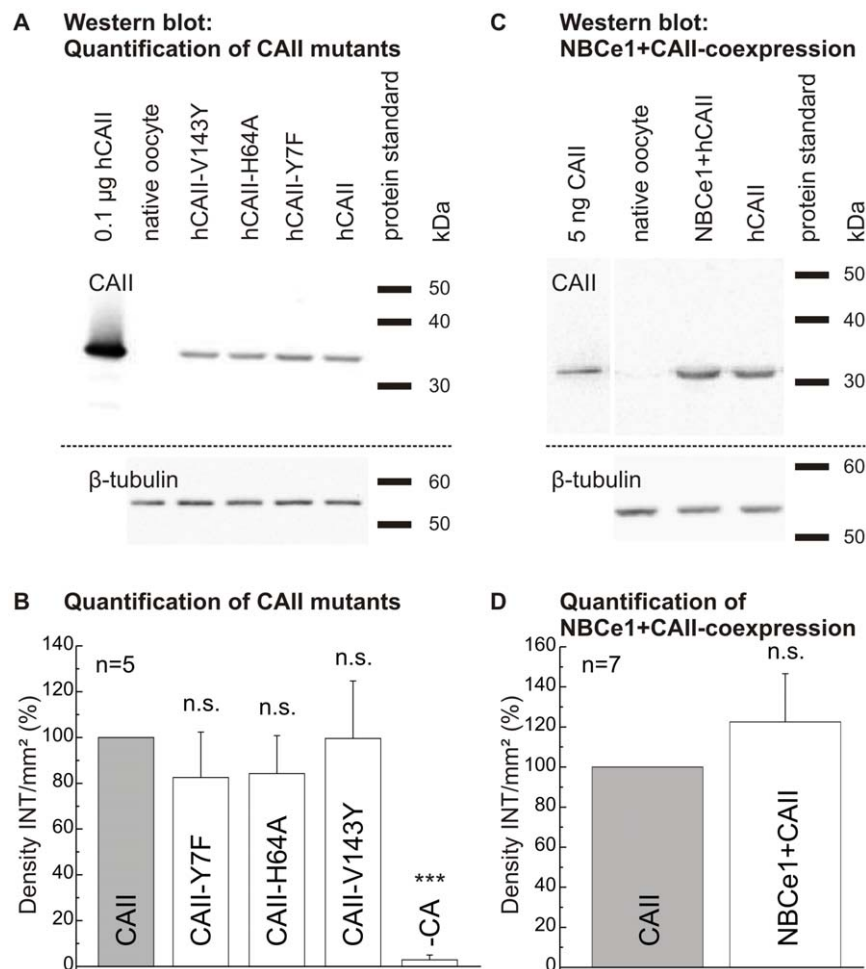 A Western blot:
Quantification of CAII mutants
0.1 µg hCAII
native oocyte
hCAII-V143Y
hCAII-H64A
hCAII-Y7F
hCAII
protein standard
kDa
CAII
50
40
30
β-tubulin
60
50
C Western blot:
NBCe1+CAII-coexpression
5 ng CAII
native oocyte
NBCe1+hCAII
hCAII
protein standard
kDa
CAII
50
40
30
β-tubulin
60
50
B Quantification of CAII mutants
Density INT/mm² (%)
140
120
100
80
60
40
20
0
n=5
n.s.
n.s.
n.s.
***
CAII
CAII-Y7F
CAII-H64A
CAII-V143Y
-CA
D Quantification of
NBCe1+CAII-coexpression
Density INT/mm² (%)
160
140
120
100
80
60
40
20
0
n=7
n.s.
CAII
NBCe1+CAII